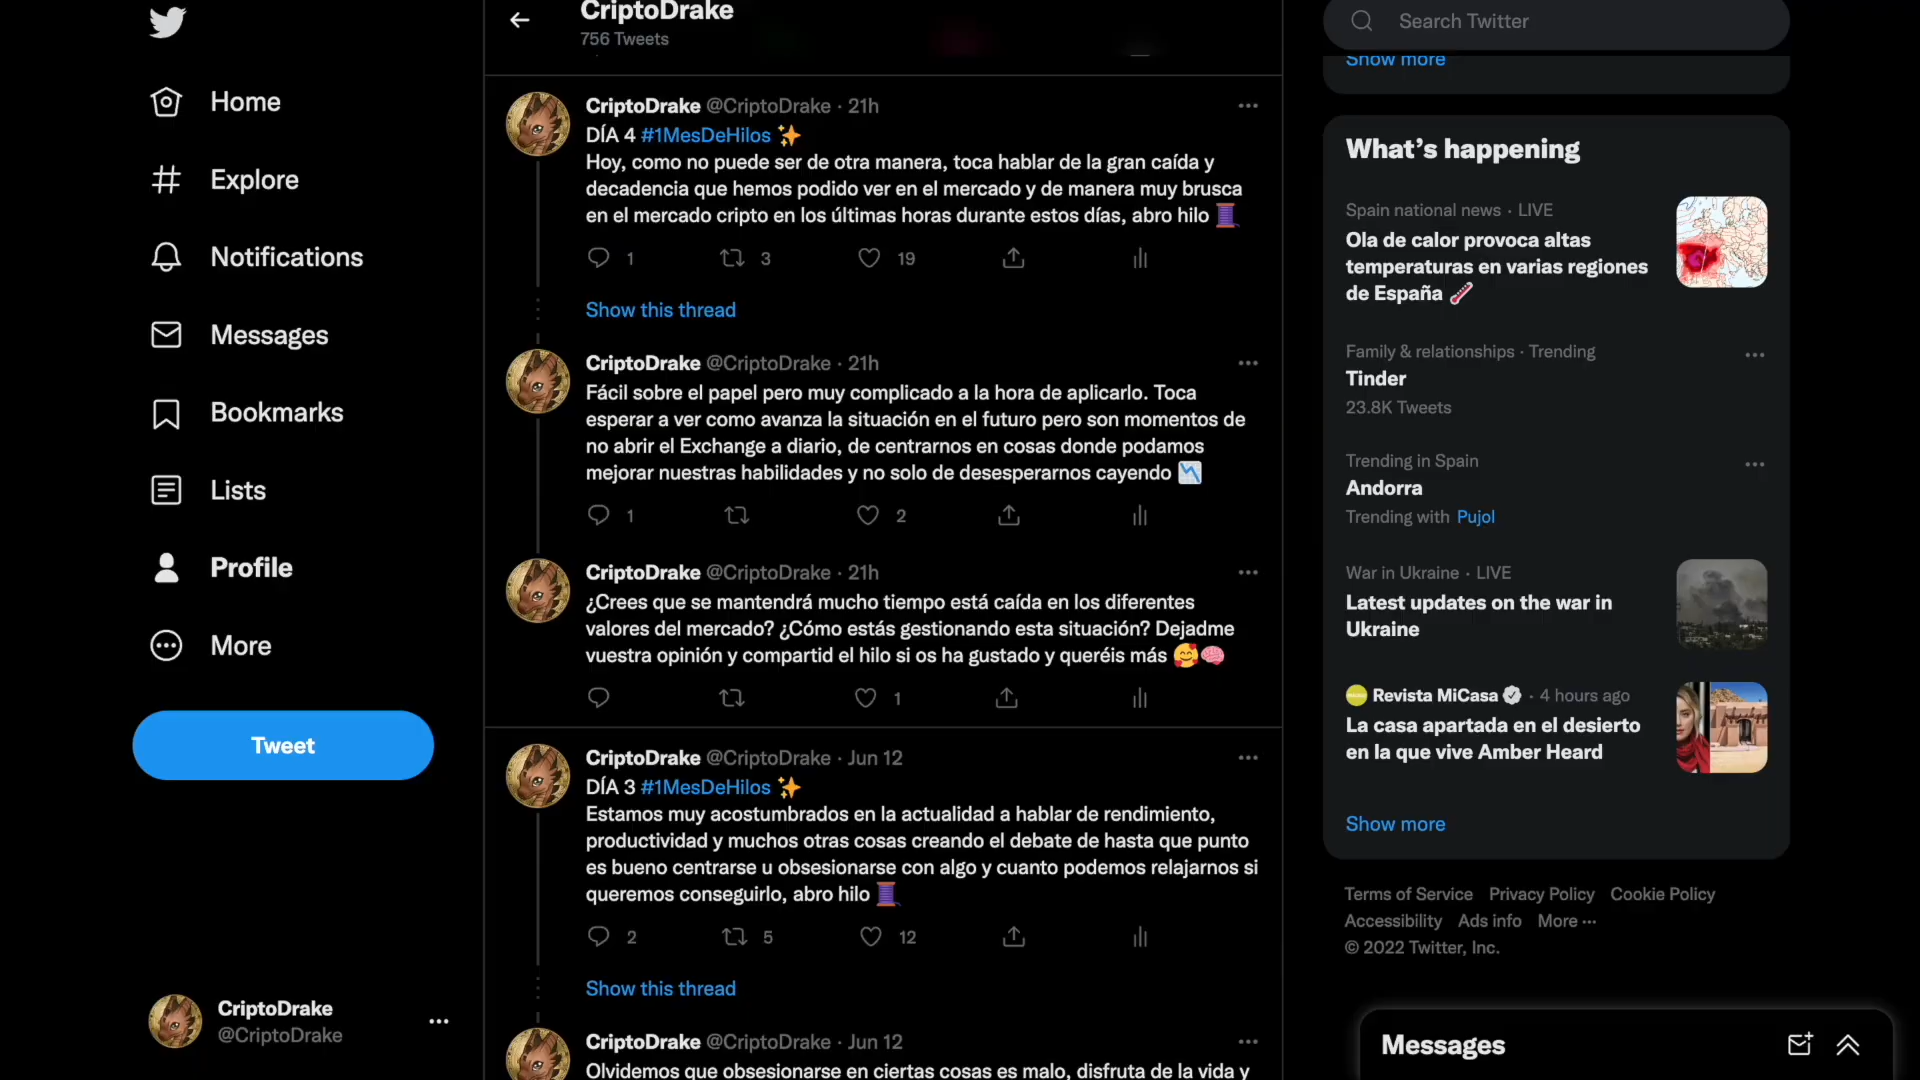 Home
Explore
Notifications
Messages
Bookmarks
Lists
Profile
More
Tweet
CriptoDrake
@CriptoDrake
CriptoDrake
756 Tweets
CriptoDrake @CriptoDrake · 21h
DÍA 4 #1MesDeHilos ✨
Hoy, como no puede ser de otra manera, toca hablar de la gran caída y
decadencia que hemos podido ver en el mercado y de manera muy brusca
en el mercado cripto en los últimas horas durante estos días, abro hilo 🧵
1 3 19
Show this thread
CriptoDrake @CriptoDrake · 21h
Fácil sobre el papel pero muy complicado a la hora de aplicarlo. Toca
esperar a ver como avanza la situación en el futuro pero son momentos de
no abrir el Exchange a diario, de centrarnos en cosas donde podamos
mejorar nuestras habilidades y no solo de desesperarnos cayendo 📉
1 2
CriptoDrake @CriptoDrake · 21h
¿Crees que se mantendrá mucho tiempo está caída en los diferentes
valores del mercado? ¿Cómo estás gestionando esta situación? Dejadme
vuestra opinión y compartid el hilo si os ha gustado y queréis más 🥰🧠
1
CriptoDrake @CriptoDrake · Jun 12
DÍA 3 #1MesDeHilos ✨
Estamos muy acostumbrados en la actualidad a hablar de rendimiento,
productividad y muchos otras cosas creando el debate de hasta que punto
es bueno centrarse u obsesionarse con algo y cuanto podemos relajarnos si
queremos conseguirlo, abro hilo 🧵
2 5 12
Show this thread
CriptoDrake @CriptoDrake · Jun 12
Olvidemos que obsesionarse en ciertas cosas es malo, disfruta de la vida y
Search Twitter
Show more
What's happening
Spain national news · LIVE
Ola de calor provoca altas
temperaturas en varias regiones
de España 🌡️
Family & relationships · Trending
Tinder
23.8K Tweets
Trending in Spain
Andorra
Trending with Pujol
War in Ukraine · LIVE
Latest updates on the war in
Ukraine
Revista MiCasa · 4 hours ago
La casa apartada en el desierto
en la que vive Amber Heard
Show more
Terms of Service Privacy Policy Cookie Policy
Accessibility Ads info More ···
© 2022 Twitter, Inc.
Messages